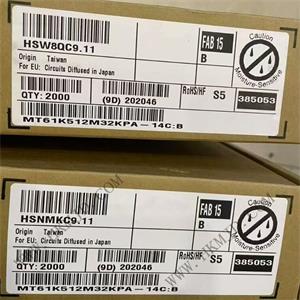 HSW8QC9.11
FAB 15
B
Origin Taiwan
For EU: Circuits Diffused in Japan
RoHS/HF S5
385053
QTY: 2000 (9D) 202046
MT61K512M32KPA-14C:B
Caution
Moisture-Sensitive
HSNMKC9.11
FAB 15
B
Origin Taiwan
For EU: Circuits Diffused in Japan
S5
385053
QTY: 2000 (9D) 202046
MT61K512M32KPA-14C:B
Caution
Moisture-Sensitive